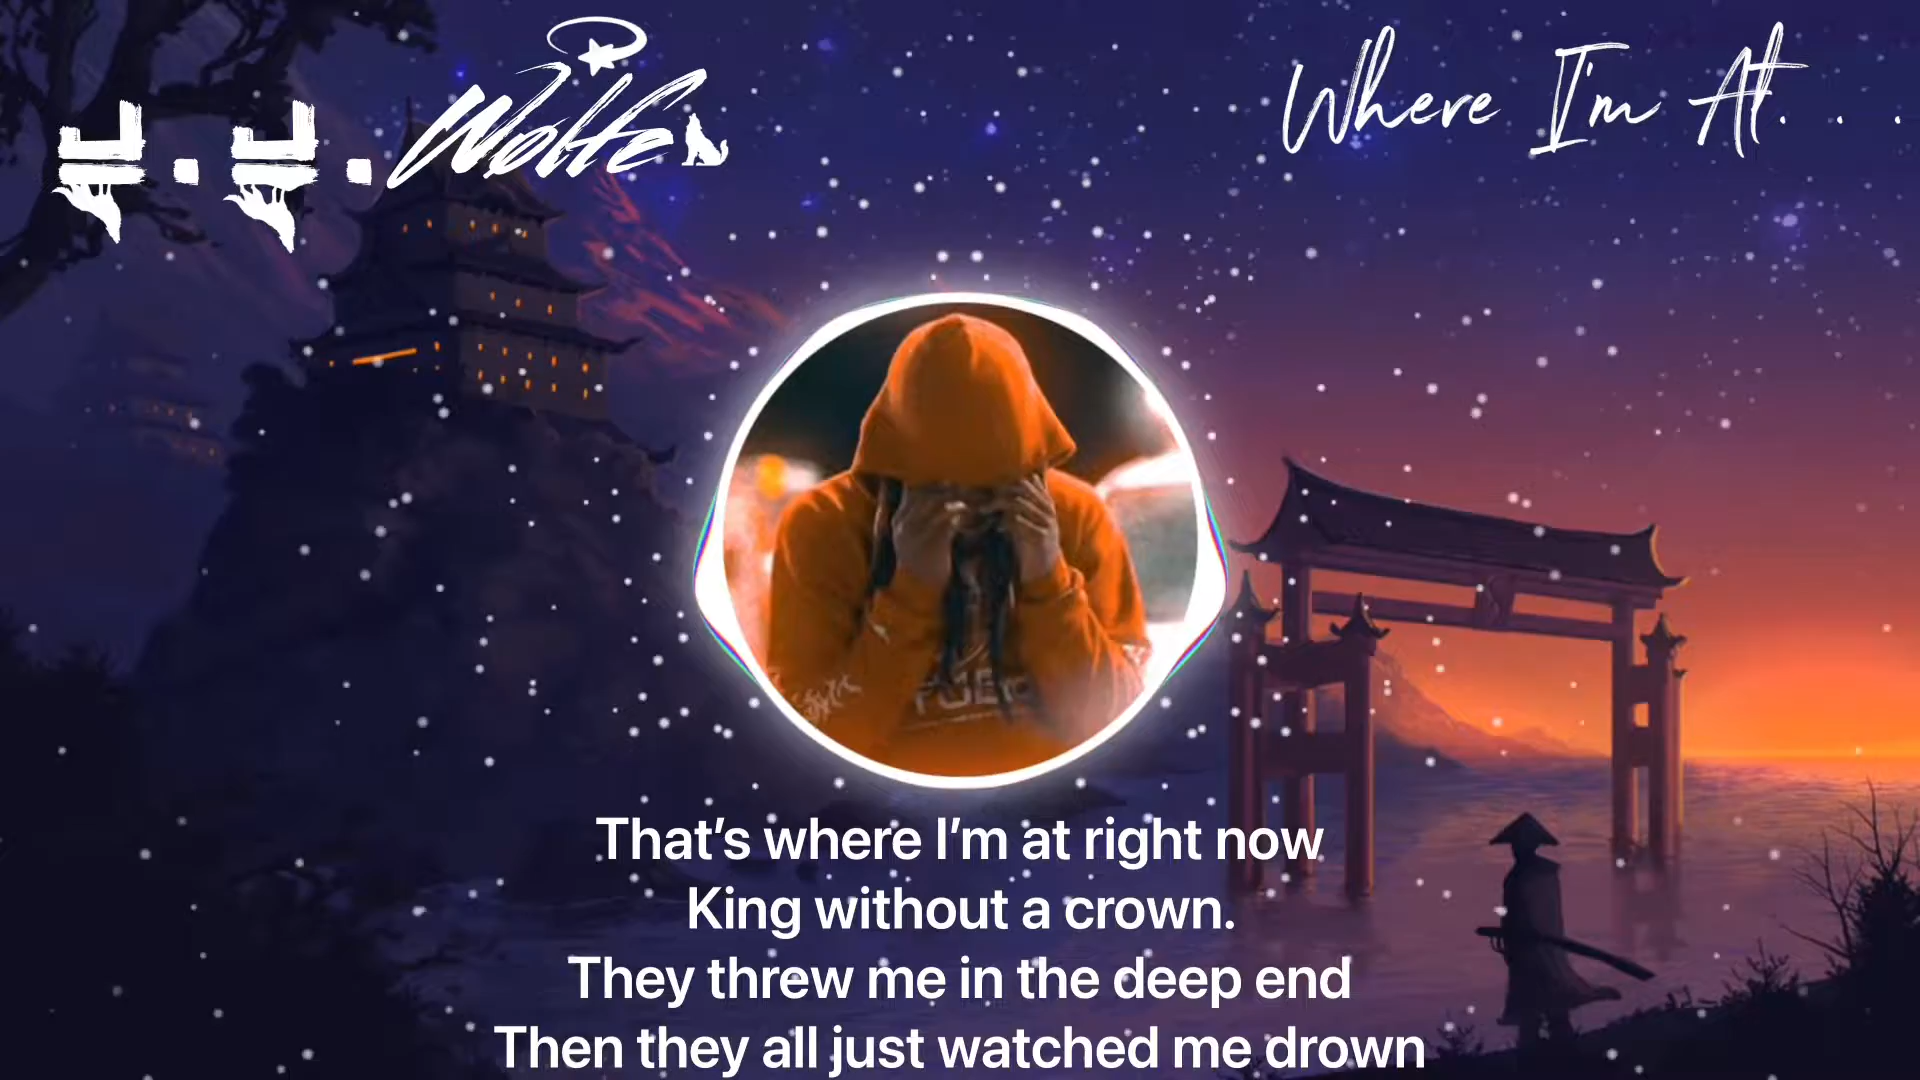 Wolfe
Where I'm At. . .
That's where I'm at right now
King without a crown.
They threw me in the deep end
Then they all just watched me drown